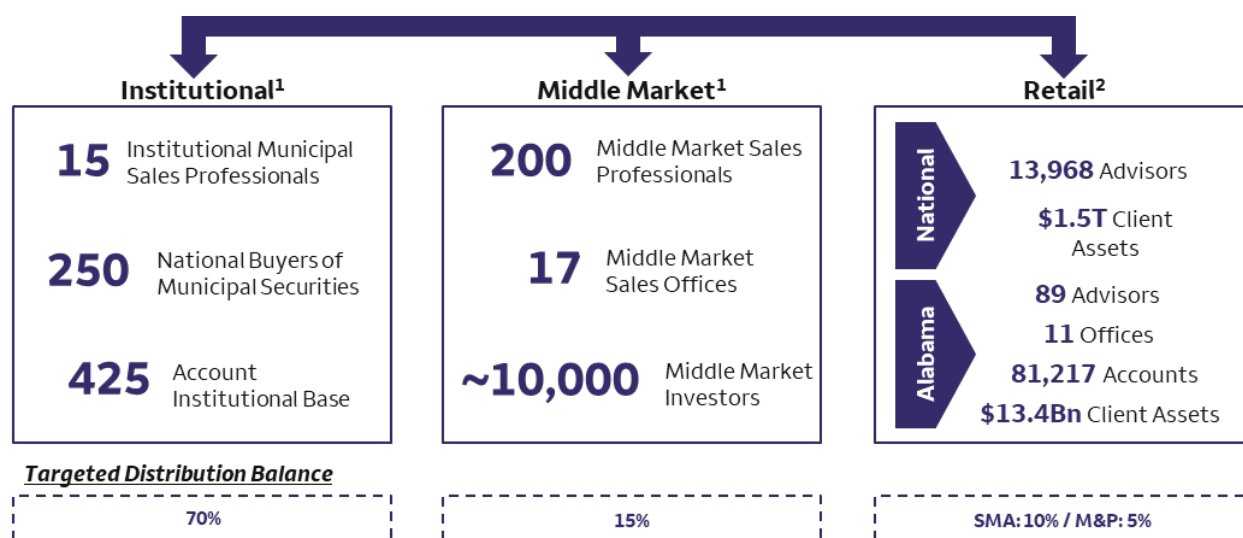 Institutional¹
15 Institutional Municipal
Sales Professionals
250 National Buyers of
Municipal Securities
425 Account
Institutional Base
Middle Market¹
200 Middle Market Sales
Professionals
17 Middle Market
Sales Offices
~10,000 Middle Market
Investors
Retail²
National
13,968 Advisors
$1.5T Client
Assets
Alabama
89 Advisors
11 Offices
81,217 Accounts
$13.4Bn Client Assets
Targeted Distribution Balance
70%
15%
SMA: 10% / M&P: 5%